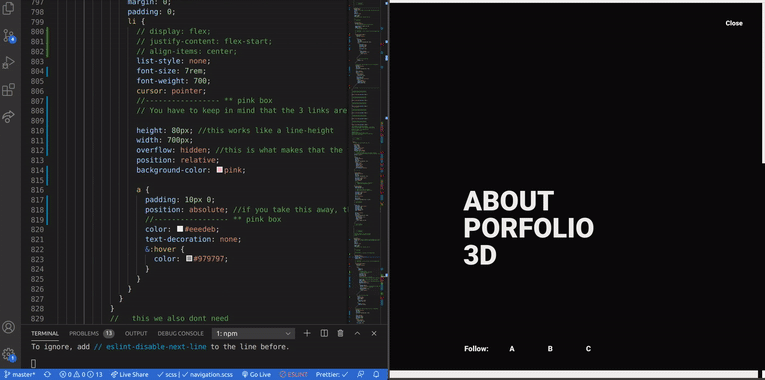 797 margin: 0;
798 padding: 0;
799 li {
800 // display: flex;
801 // justify-content: flex-start;
802 // align-items: center;
803 list-style: none;
804 font-size: 7rem;
805 font-weight: 700;
806 cursor: pointer;
807 //----------------- ** pink box
808 // You have to keep in mind that the 3 links are
809
810 height: 80px; //this works like a line-height
811 width: 700px;
812 overflow: hidden; //this is what makes that the
813 position: relative;
814 background-color: pink;
815
816 a {
817 padding: 10px 0;
818 position: absolute; //if you take this away, t
819 //----------------- ** pink box
820 color: #eeedeb;
821 text-decoration: none;
822 &:hover {
823 color: #979797;
824 }
825 }
826 }
827 }
828 }
829 // this we also dont need
TERMINAL PROBLEMS 13 OUTPUT DEBUG CONSOLE 1: npm
To ignore, add // eslint-disable-next-line to the line before.
master* 0 0 13 Live Share scss | navigation.scss Go Live ESLINT Prettier: ✓
Close
ABOUT
PORFOLIO
3D
Follow: A B C